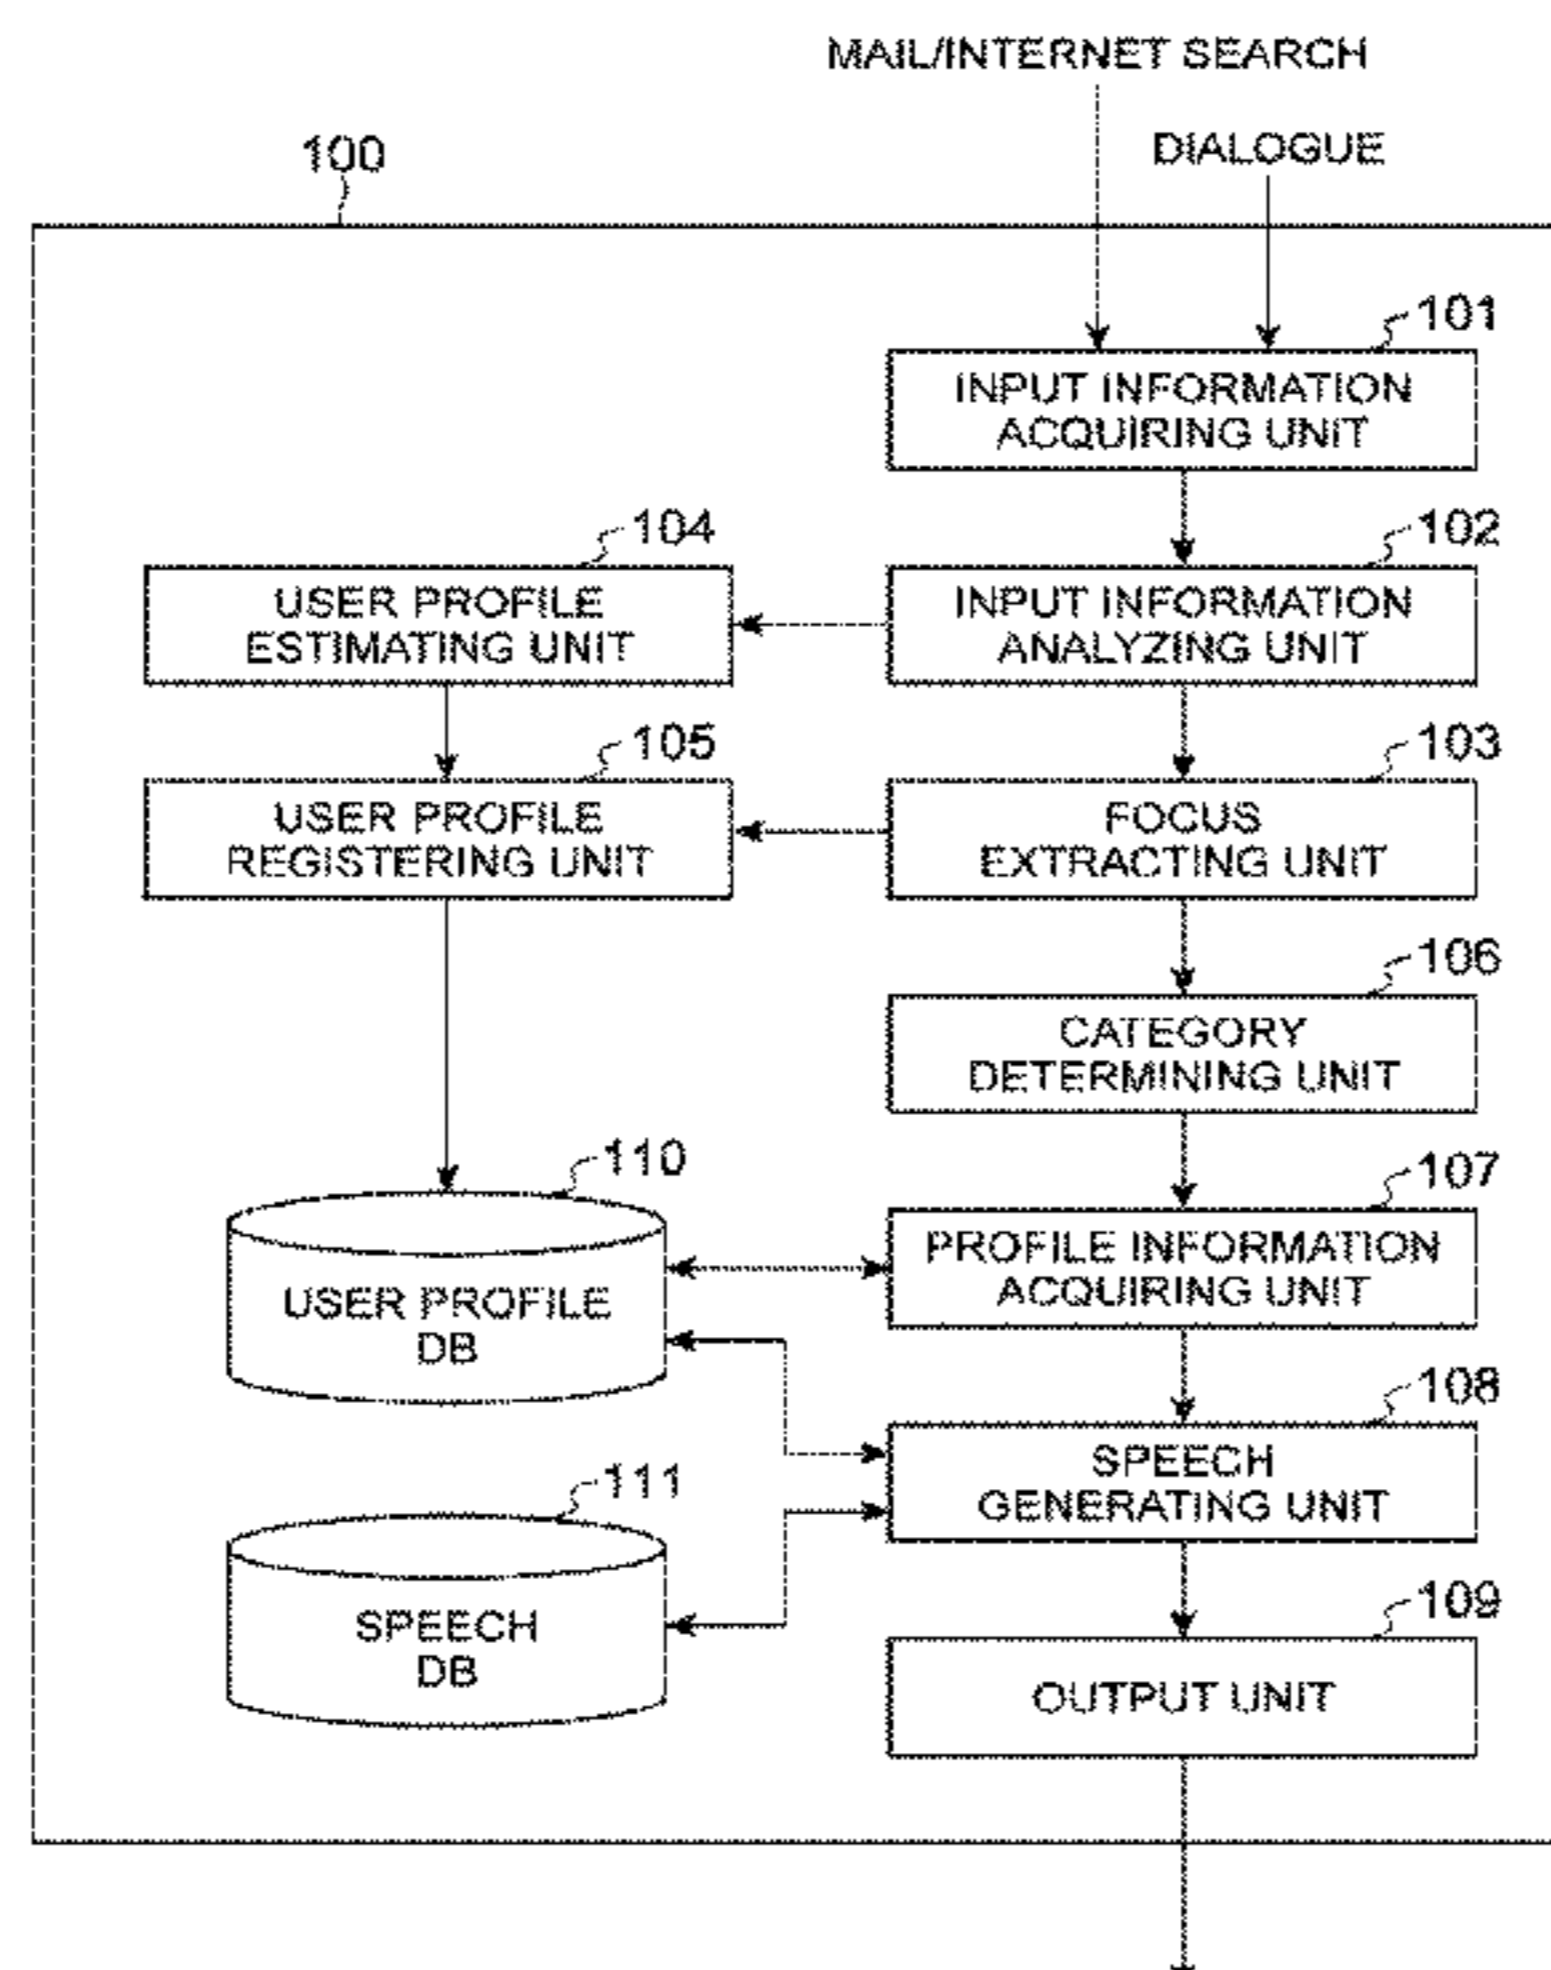 MAIL/INTERNET SEARCH
DIALOGUE
100
101
INPUT INFORMATION
ACQUIRING UNIT
104
102
USER PROFILE
ESTIMATING UNIT
INPUT INFORMATION
ANALYZING UNIT
105
103
USER PROFILE
REGISTERING UNIT
FOCUS
EXTRACTING UNIT
106
CATEGORY
DETERMINING UNIT
110
107
USER PROFILE
DB
PROFILE INFORMATION
ACQUIRING UNIT
108
SPEECH
GENERATING UNIT
111
SPEECH
DB
109
OUTPUT UNIT